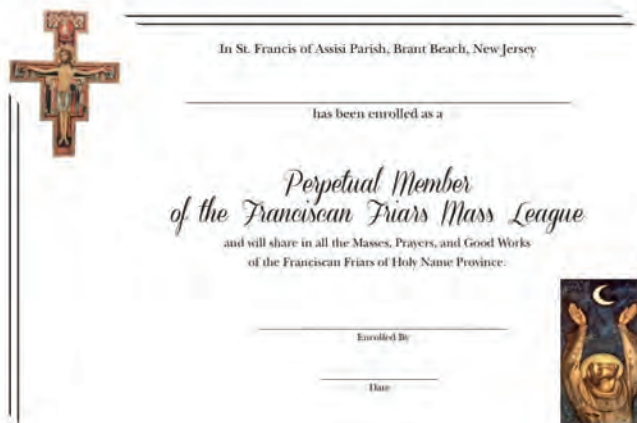 In St. Francis of Assisi Parish, Brant Beach, New Jersey
has been enrolled as a
Perpetual Member
of the Franciscan Friars Mass League
and will share in all the Masses, Prayers, and Good Works
of the Franciscan Friars of Holy Name Province.
Enrolled By
Date